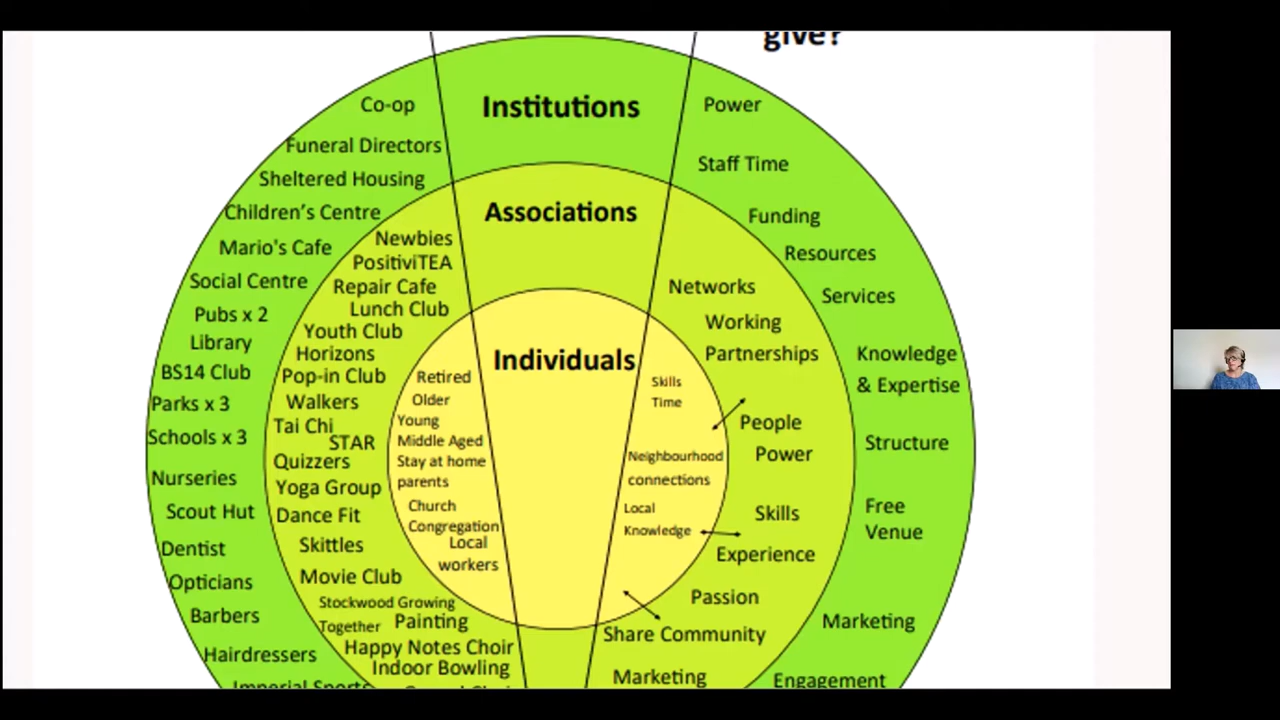 give?
Institutions
Associations
Individuals
Co-op
Funeral Directors
Sheltered Housing
Children's Centre
Mario's Cafe
Social Centre
Pubs x 2
Library
BS14 Club
Parks x 3
Schools x 3
Nurseries
Scout Hut
Dentist
Opticians
Barbers
Hairdressers
Imperial Sports
Newbies
PositiviTEA
Repair Cafe
Lunch Club
Youth Club
Horizons
Pop-in Club
Walkers
Tai Chi
STAR
Quizzers
Yoga Group
Dance Fit
Skittles
Movie Club
Stockwood Growing
Together
Painting
Happy Notes Choir
Indoor Bowling
Retired
Older
Young
Middle Aged
Stay at home
parents
Church
Congregation
Local
workers
Skills
Time
Neighbourhood
connections
Local
Knowledge
Networks
Working
Partnerships
People
Power
Skills
Experience
Passion
Share Community
Marketing
Power
Staff Time
Funding
Resources
Services
Knowledge
& Expertise
Structure
Free
Venue
Marketing
Engagement